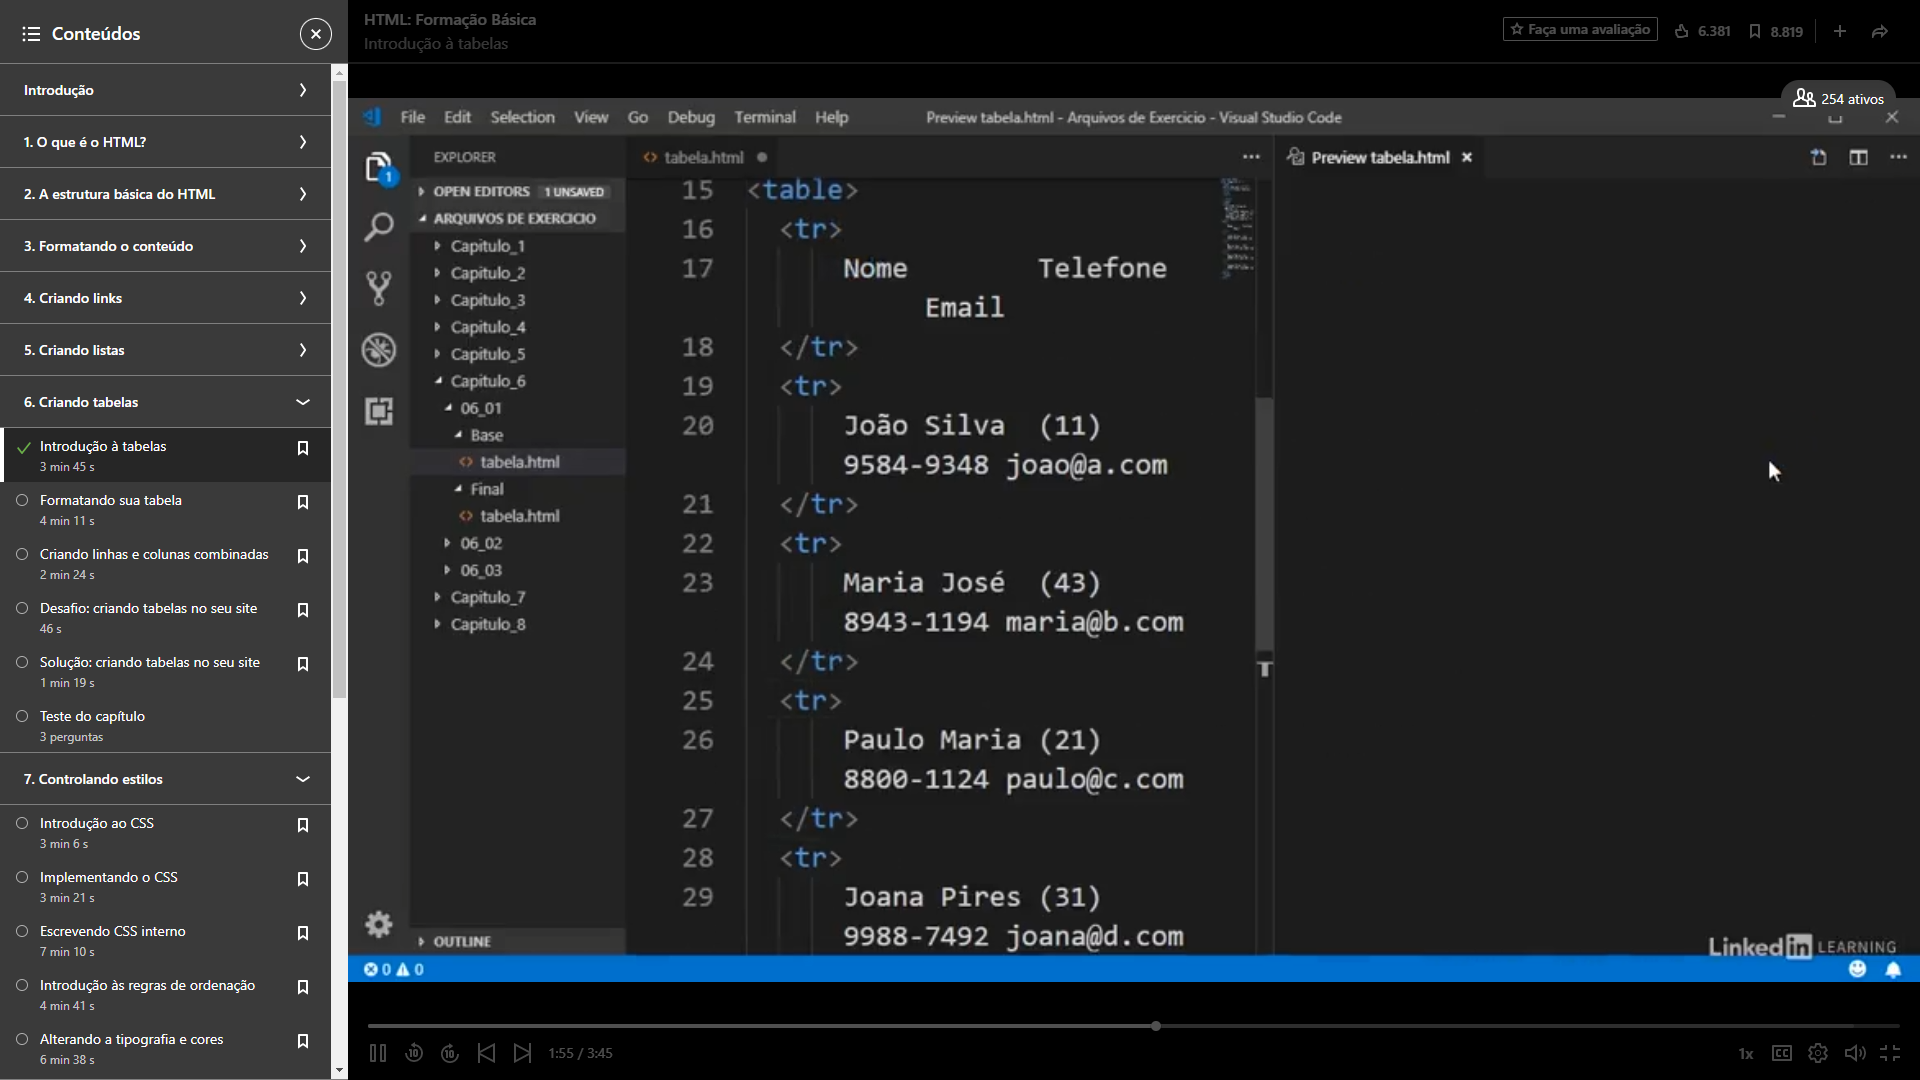 Conteúdos
Introdução
1. O que é o HTML?
2. A estrutura básica do HTML
3. Formatando o conteúdo
4. Criando links
5. Criando listas
6. Criando tabelas
Introdução à tabelas
3 min 45 s
Formatando sua tabela
4 min 11 s
Criando linhas e colunas combinadas
2 min 24 s
Desafio: criando tabelas no seu site
46 s
Solução: criando tabelas no seu site
1 min 19 s
Teste do capítulo
3 perguntas
7. Controlando estilos
Introdução ao CSS
3 min 6 s
Implementando o CSS
3 min 21 s
Escrevendo CSS interno
7 min 10 s
Introdução às regras de ordenação
4 min 41 s
Alterando a tipografia e cores
6 min 38 s
HTML: Formação Básica
Introdução à tabelas
Faça uma avaliação
6.381
8.819
254 ativos
File Edit Selection View Go Debug Terminal Help
Preview tabela.html - Arquivos de Exercicio - Visual Studio Code
1
EXPLORER
OPEN EDITORS 1 UNSAVED
ARQUIVOS DE EXERCICIO
Capitulo_1
Capitulo_2
Capitulo_3
Capitulo_4
Capitulo_5
Capitulo_6
06_01
Base
<> tabela.html
Final
<> tabela.html
06_02
06_03
Capitulo_7
Capitulo_8
OUTLINE
<> tabela.html
Preview tabela.html
15 <table>
16 <tr>
17 Nome Telefone
Email
18 </tr>
19 <tr>
20 João Silva (11)
9584-9348 joao@a.com
21 </tr>
22 <tr>
23 Maria José (43)
8943-1194 maria@b.com
24 </tr>
25 <tr>
26 Paulo Maria (21)
8800-1124 paulo@c.com
27 </tr>
28 <tr>
29 Joana Pires (31)
9988-7492 joana@d.com
LinkedIn LEARNING
0 0
10
10
1:55 / 3:45
1x
CC